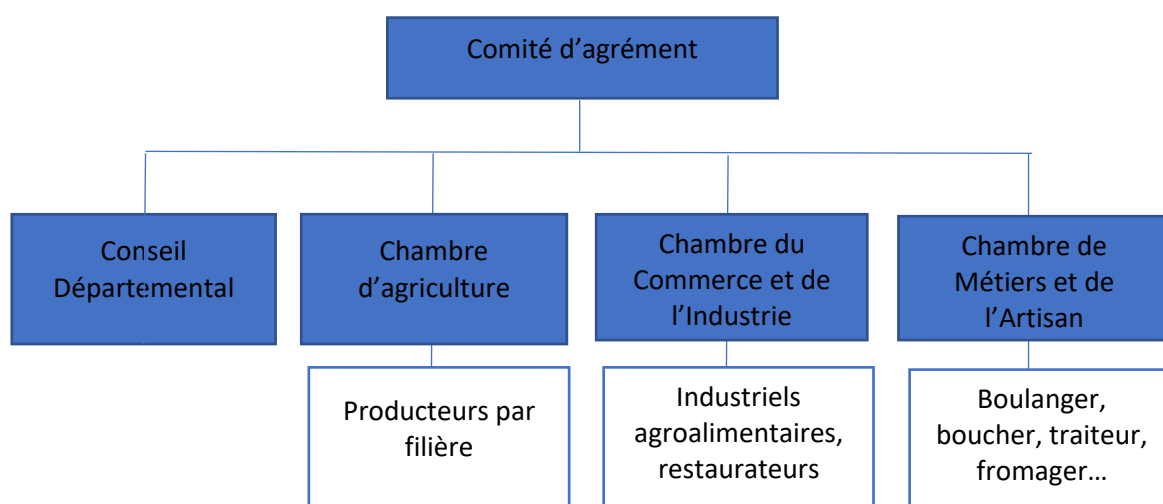 Comité d’agrément
Conseil
Départemental
Chambre
d’agriculture
Chambre du
Commerce et de
l’Industrie
Chambre de
Métiers et de
l’Artisan
Producteurs par
filière
Industriels
agroalimentaires,
restaurateurs
Boulanger,
boucher, traiteur,
fromager…